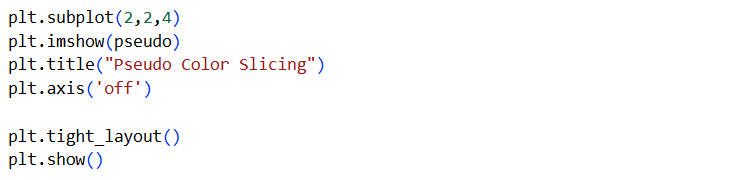 plt.subplot(2,2,4)
plt.imshow(pseudo)
plt.title("Pseudo Color Slicing")
plt.axis('off')
plt.tight_layout()
plt.show()